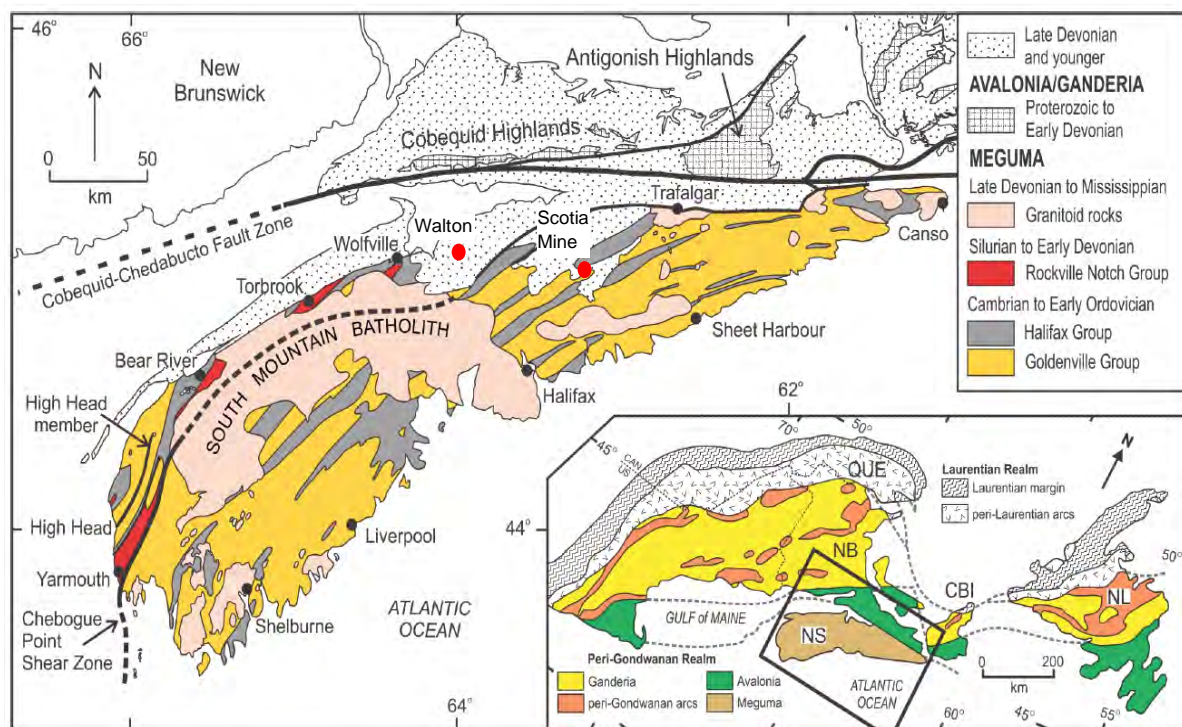 46°
66°
N
0 50
km
New
Brunswick
Antigonish Highlands
Cobequid Highlands
Cobequid-Chedabucto Fault Zone
Trafalgar
Canso
Walton
Scotia
Mine
Wolfville
Torbrook
Bear River
SOUTH MOUNTAIN BATHOLITH
Sheet Harbour
Halifax
High Head
member
High Head
Yarmouth
Chebogue
Point
Shear Zone
Liverpool
Shelburne
ATLANTIC
OCEAN
62°
44°
64°
Late Devonian
and younger
AVALONIA/GANDERIA
Proterozoic to
Early Devonian
MEGUMA
Late Devonian to Mississippian
Granitoid rocks
Silurian to Early Devonian
Rockville Notch Group
Cambrian to Early Ordovician
Halifax Group
Goldenville Group
70°
50°
45°
CAN
US
QUE
N
Laurentian Realm
Laurentian margin
peri-Laurentian arcs
50°
NB
CBI
NL
GULF of MAINE
NS
Peri-Gondwanan Realm
Ganderia
Avalonia
peri-Gondwanan arcs
Meguma
ATLANTIC
OCEAN
0 200
km
60°
45°
55°